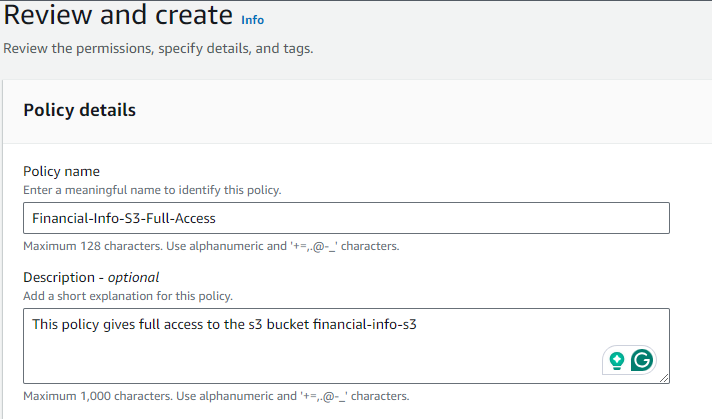 Review and create Info
Review the permissions, specify details, and tags.
Policy details
Policy name
Enter a meaningful name to identify this policy.
Financial-Info-S3-Full-Access
Maximum 128 characters. Use alphanumeric and '+=,.@-_' characters.
Description - optional
Add a short explanation for this policy.
This policy gives full access to the s3 bucket financial-info-s3
Maximum 1,000 characters. Use alphanumeric and '+=,.@-_' characters.